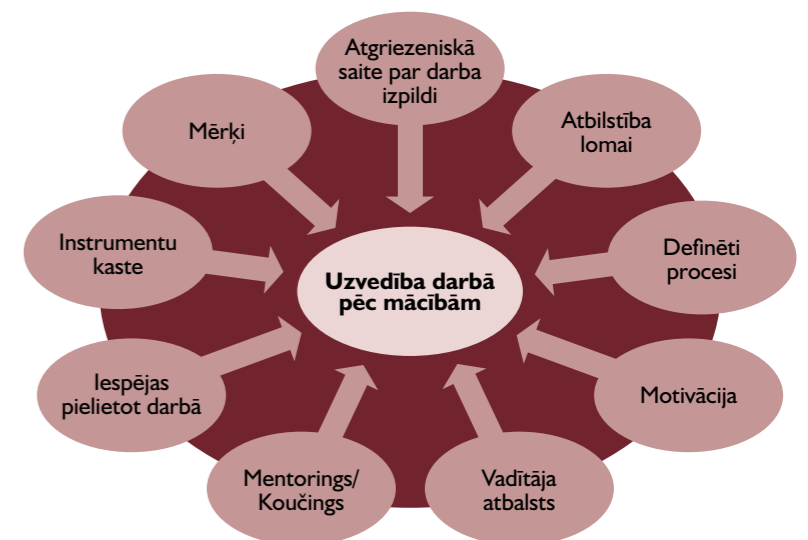 Atgriezeniskā
saite par darba
izpildi
Atbilstība
lomai
Definēti
procesi
Motivācija
Vadītāja
atbalsts
Mentorings/
Koučings
Iespējas
pielietot darbā
Instrumentu
kaste
Mērķi
Uzvedība darbā
pēc mācībām